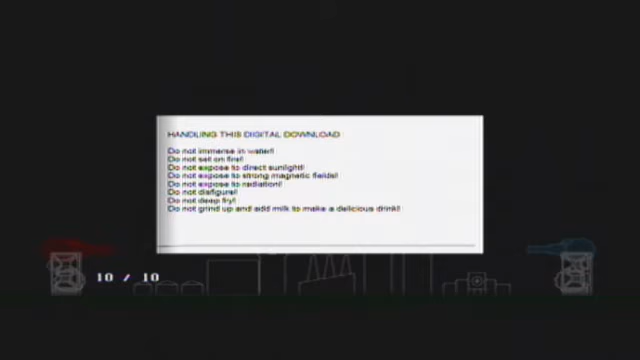 HANDLING THIS DIGITAL DOWNLOAD
Do not immerse in water!
Do not set on fire!
Do not expose to direct sunlight!
Do not expose to strong magnetic fields!
Do not expose to radiation!
Do not disfigure!
Do not deep fry!
Do not grind up and add milk to make a delicious drink!
10 / 10